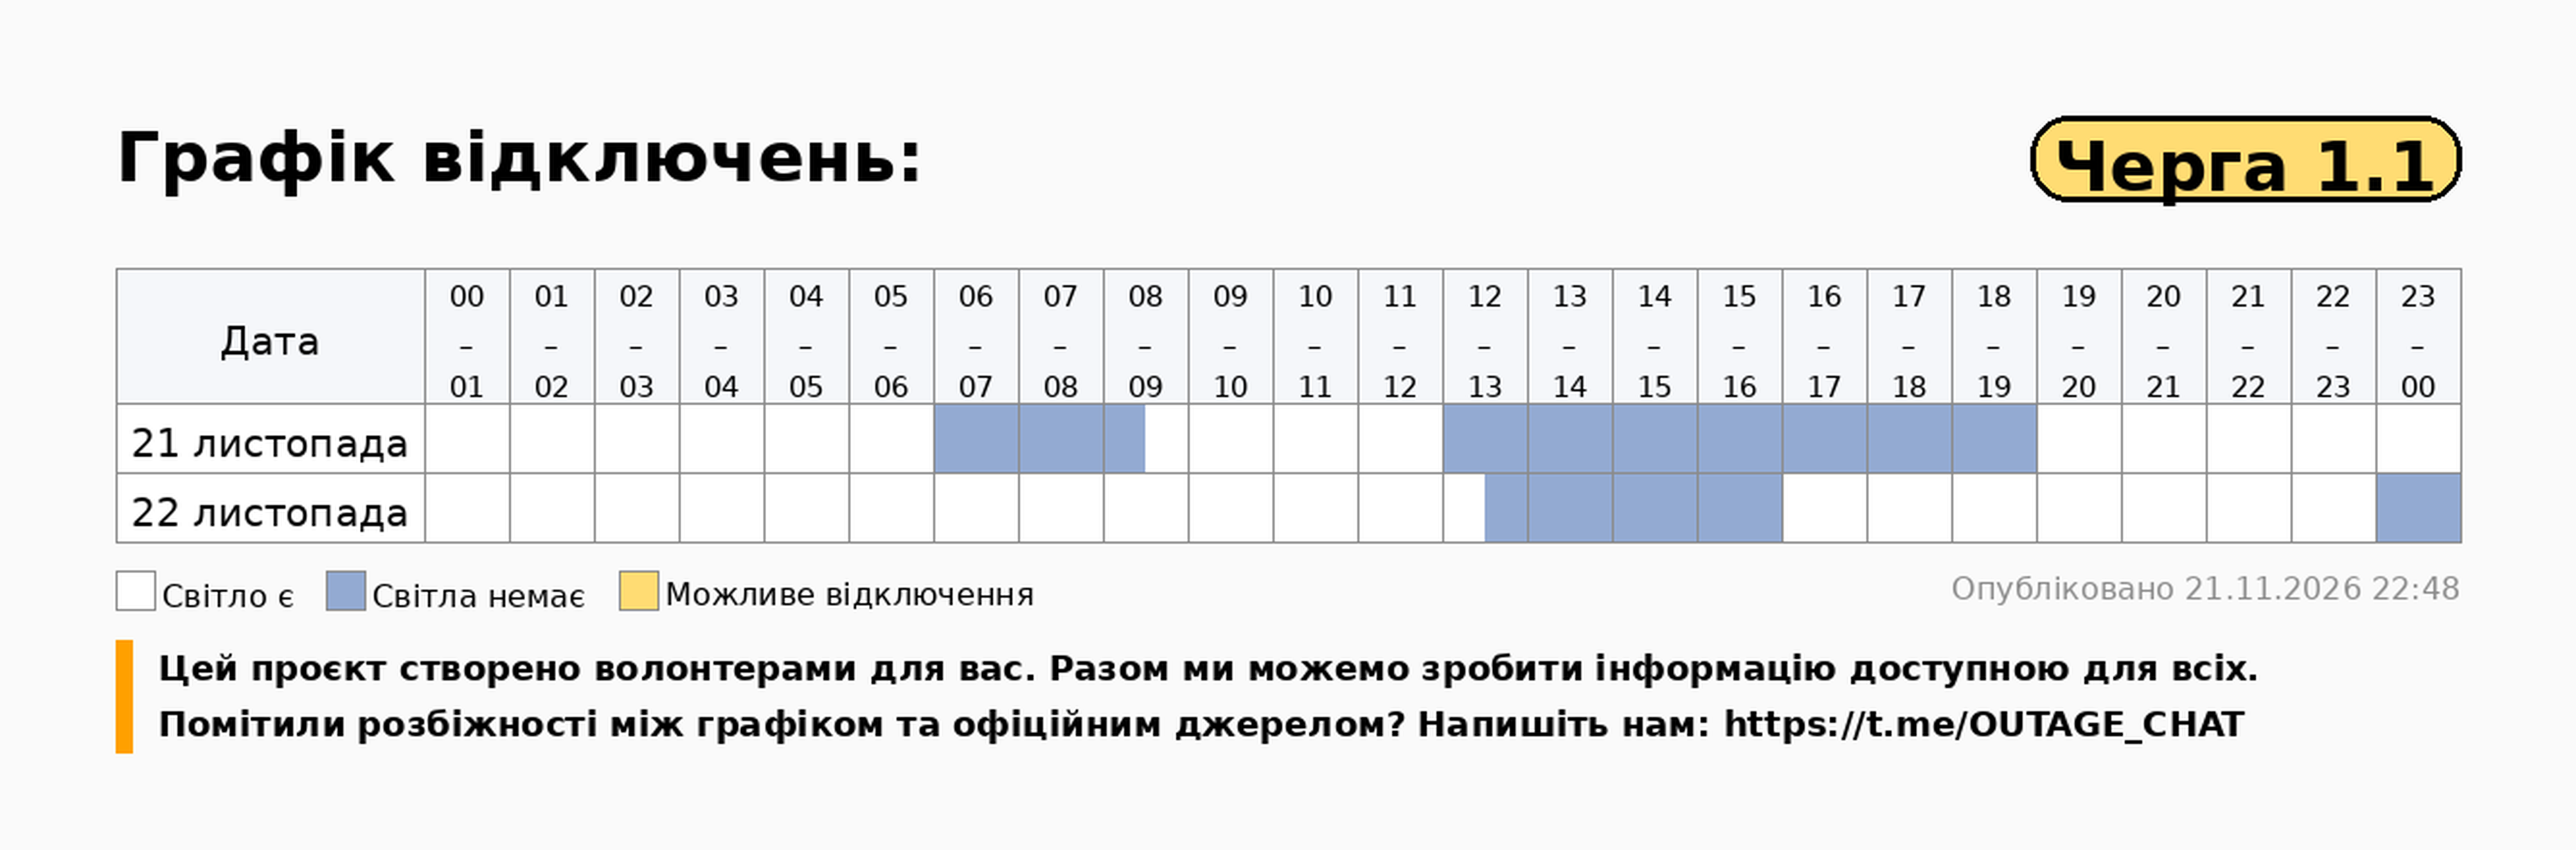 Графік відключень:
Черга 1.1
Дата 00 – 01 01 – 02 02 – 03 03 – 04 04 – 05 05 – 06 06 – 07 07 – 08 08 – 09 09 – 10 10 – 11 11 – 12 12 – 13 13 – 14 14 – 15 15 – 16 16 – 17 17 – 18 18 – 19 19 – 20 20 – 21 21 – 22 22 – 23 23 – 00
21 листопада
22 листопада
Світло є Світла немає Можливе відключення
Опубліковано 21.11.2026 22:48
Цей проєкт створено волонтерами для вас. Разом ми можемо зробити інформацію доступною для всіх.
Помітили розбіжності між графіком та офіційним джерелом? Напишіть нам: https://t.me/OUTAGE_CHAT